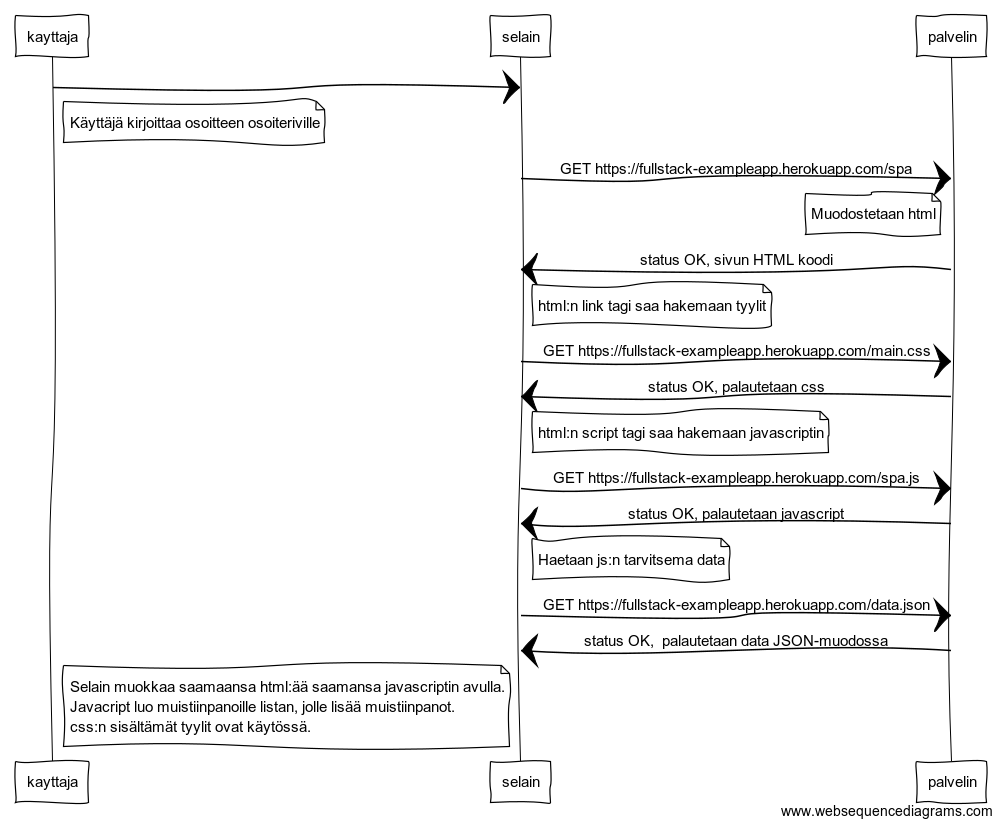 kayttaja
selain
palvelin
Käyttäjä kirjoittaa osoitteen osoiteriville
GET https://fullstack-exampleapp.herokuapp.com/spa
Muodostetaan html
status OK, sivun HTML koodi
html:n link tagi saa hakemaan tyylit
GET https://fullstack-exampleapp.herokuapp.com/main.css
status OK, palautetaan css
html:n script tagi saa hakemaan javascriptin
GET https://fullstack-exampleapp.herokuapp.com/spa.js
status OK, palautetaan javascript
Haetaan js:n tarvitsema data
GET https://fullstack-exampleapp.herokuapp.com/data.json
status OK,  palautetaan data JSON-muodossa
Selain muokkaa saamaansa html:ää saamansa javascriptin avulla.
Javacript luo muistiinpanoille listan, jolle lisää muistiinpanot.
css:n sisältämät tyylit ovat käytössä.
kayttaja
selain
palvelin
www.websequencediagrams.com